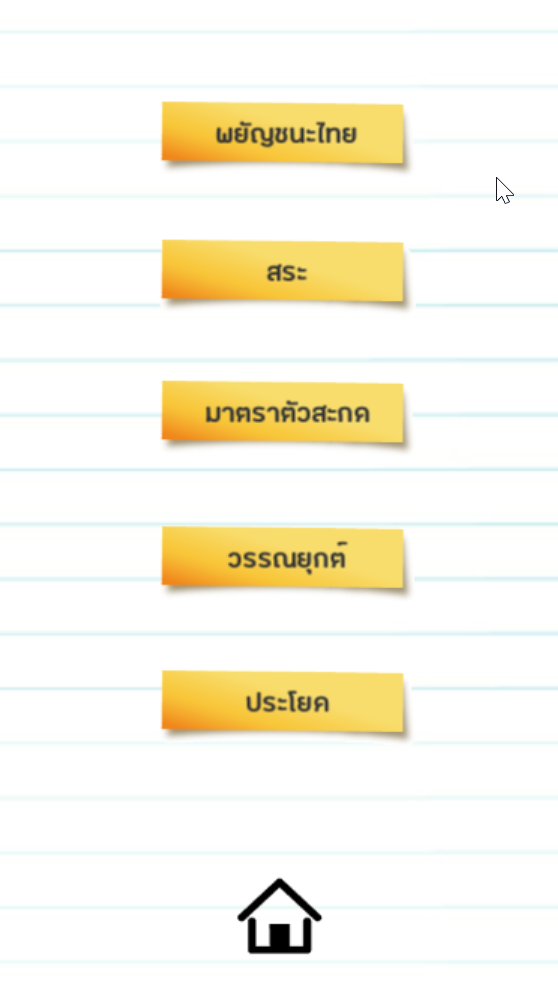 พยัญชนะไทย
สระ
มาตราตัวสะกด
วรรณยุกต์
ประโยค